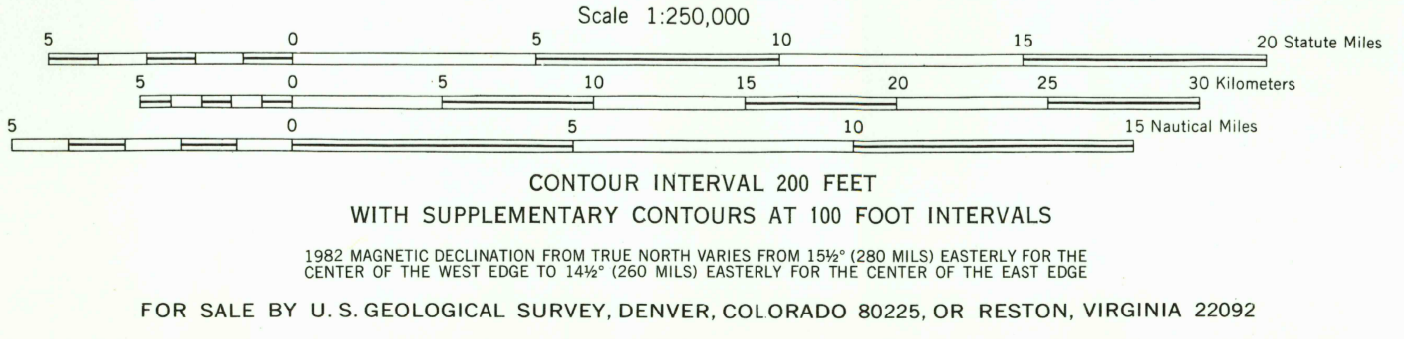 Scale 1:250,000
5 0 5 10 15 20 Statute Miles
5 0 5 10 15 20 25 30 Kilometers
5 0 5 10 15 Nautical Miles
CONTOUR INTERVAL 200 FEET
WITH SUPPLEMENTARY CONTOURS AT 100 FOOT INTERVALS
1982 MAGNETIC DECLINATION FROM TRUE NORTH VARIES FROM 15½° (280 MILS) EASTERLY FOR THE
CENTER OF THE WEST EDGE TO 14½° (260 MILS) EASTERLY FOR THE CENTER OF THE EAST EDGE
FOR SALE BY U. S. GEOLOGICAL SURVEY, DENVER, COLORADO 80225, OR RESTON, VIRGINIA 22092